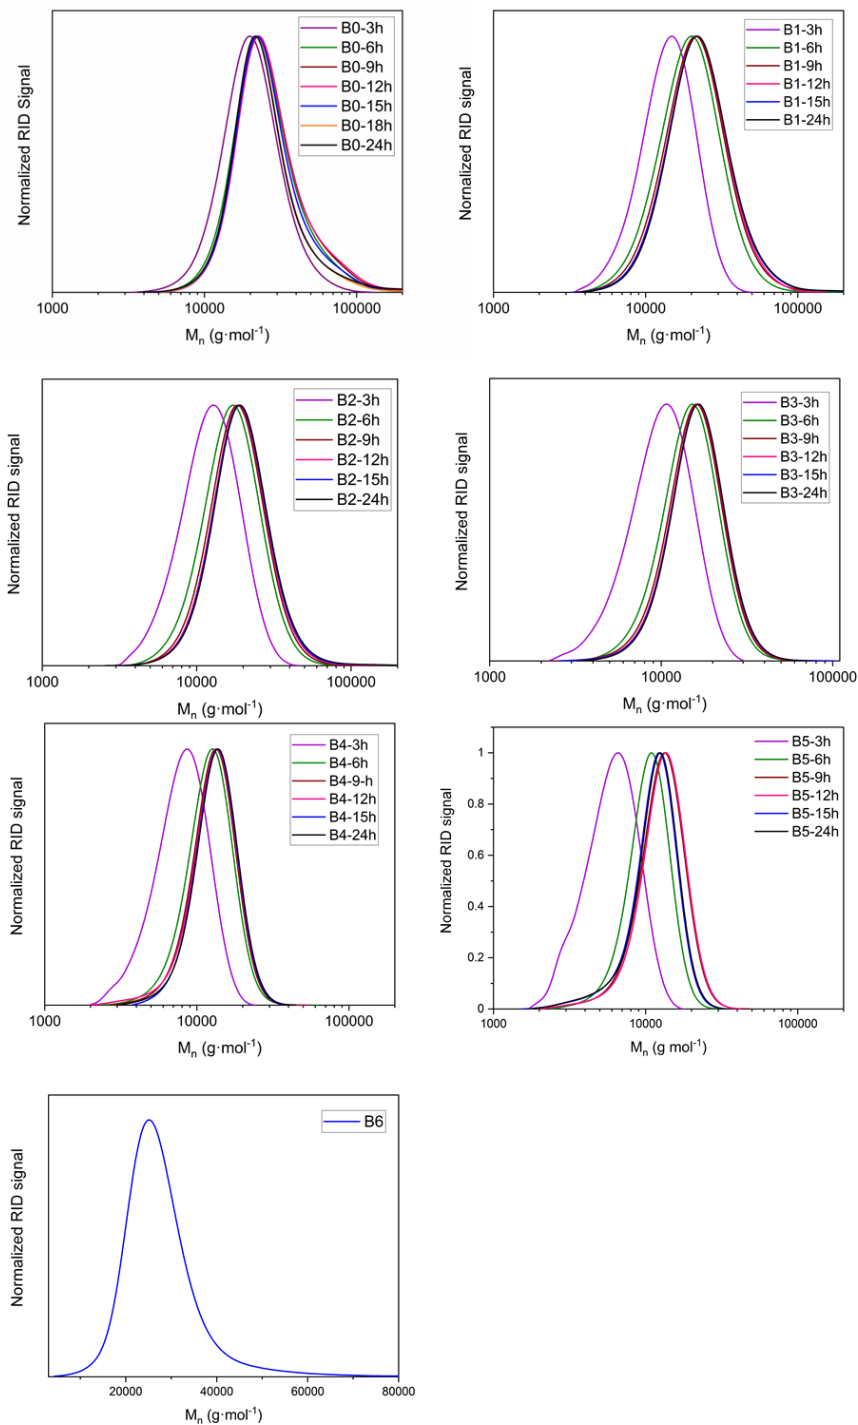 Normalized RID Signal
B0-3h
B0-6h
B0-9h
B0-12h
B0-15h
B0-18h
B0-24h
1000 10000 100000
Mₙ (g·mol⁻¹)
Normalized RID signal
B1-3h
B1-6h
B1-9h
B1-12h
B1-15h
B1-24h
1000 10000 100000
Mₙ (g·mol⁻¹)
Normalized RID signal
B2-3h
B2-6h
B2-9h
B2-12h
B2-15h
B2-24h
1000 10000 100000
Mₙ (g·mol⁻¹)
Normalized RID signal
B3-3h
B3-6h
B3-9h
B3-12h
B3-15h
B3-24h
1000 10000 100000
Mₙ (g·mol⁻¹)
Normalized RID signal
B4-3h
B4-6h
B4-9-h
B4-12h
B4-15h
B4-24h
1000 10000 100000
Mₙ (g·mol⁻¹)
Normalized RID signal
1
0.8
0.6
0.4
0.2
0
B5-3h
B5-6h
B5-9h
B5-12h
B5-15h
B5-24h
1000 10000 100000
Mₙ (g mol⁻¹)
Normalized RID signal
B6
20000 40000 60000 80000
Mₙ (g·mol⁻¹)